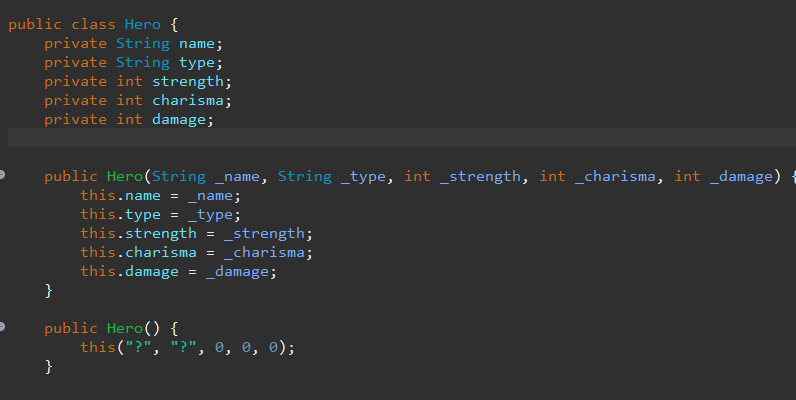 public class Hero {
private String name;
private String type;
private int strength;
private int charisma;
private int damage;
public Hero(String _name, String _type, int _strength, int _charisma, int _damage) {
this.name = _name;
this.type = _type;
this.strength = _strength;
this.charisma = _charisma;
this.damage = _damage;
}
public Hero() {
this("?", "?", 0, 0, 0);
}